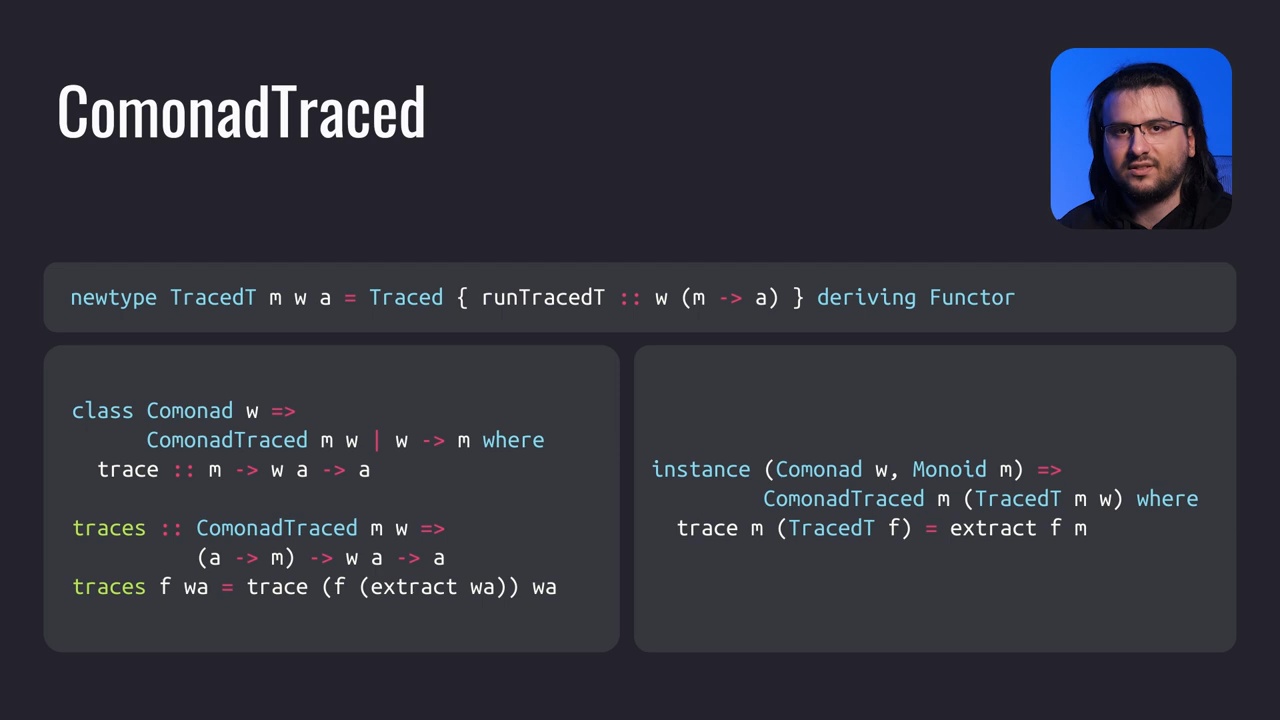 ComonadTraced
newtype TracedT m w a = Traced { runTracedT :: w (m -> a) } deriving Functor
class Comonad w =>
      ComonadTraced m w | w -> m where
  trace :: m -> w a -> a
traces :: ComonadTraced m w =>
          (a -> m) -> w a -> a
traces f wa = trace (f (extract wa)) wa
instance (Comonad w, Monoid m) =>
         ComonadTraced m (TracedT m w) where
  trace m (TracedT f) = extract f m